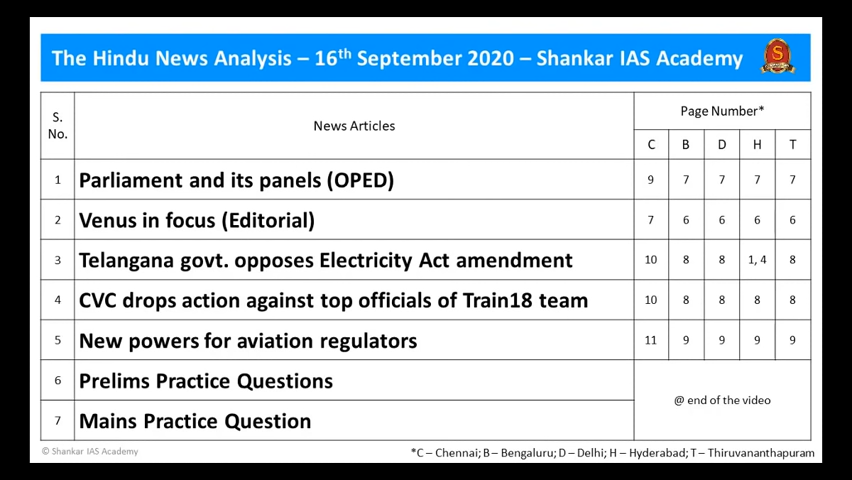 The Hindu News Analysis – 16th September 2020 – Shankar IAS Academy
S. No. News Articles Page Number*
C B D H T
1 Parliament and its panels (OPED) 9 7 7 7 7
2 Venus in focus (Editorial) 7 6 6 6 6
3 Telangana govt. opposes Electricity Act amendment 10 8 8 1, 4 8
4 CVC drops action against top officials of Train18 team 10 8 8 8 8
5 New powers for aviation regulators 11 9 9 9 9
6 Prelims Practice Questions
@ end of the video
7 Mains Practice Question
© Shankar IAS Academy
*C – Chennai; B – Bengaluru; D – Delhi; H – Hyderabad; T – Thiruvananthapuram